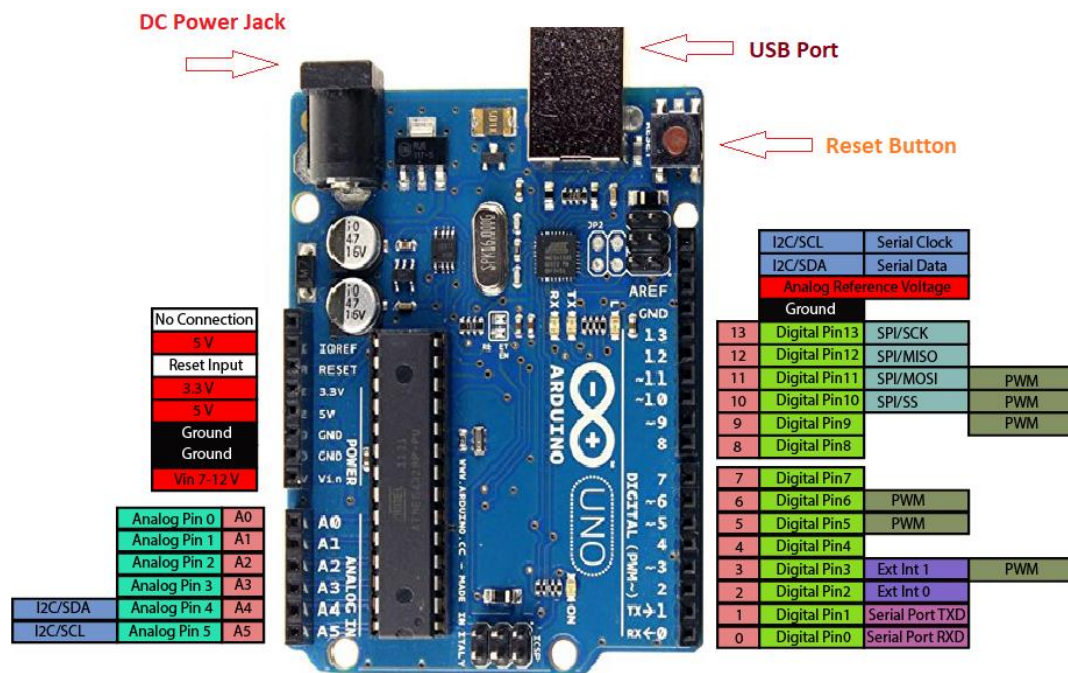 DC Power Jack
USB Port
Reset Button
No Connection
5 V
Reset Input
3.3 V
5 V
Ground
Ground
Vin 7-12 V
Analog Pin 0 A0
Analog Pin 1 A1
Analog Pin 2 A2
Analog Pin 3 A3
I2C/SDA Analog Pin 4 A4
I2C/SCL Analog Pin 5 A5
I2C/SCL Serial Clock
I2C/SDA Serial Data
Analog Reference Voltage
Ground
13 Digital Pin13 SPI/SCK
12 Digital Pin12 SPI/MISO
11 Digital Pin11 SPI/MOSI PWM
10 Digital Pin10 SPI/SS PWM
9 Digital Pin9 PWM
8 Digital Pin8
7 Digital Pin7
6 Digital Pin6 PWM
5 Digital Pin5 PWM
4 Digital Pin4
3 Digital Pin3 Ext Int 1 PWM
2 Digital Pin2 Ext Int 0
1 Digital Pin1 Serial Port TXD
0 Digital Pin0 Serial Port RXD
47
16V
47
16V
SPK16.000G
RESET
JP2
RX
TX
L
ON
ICSP
IOREF
RESET
3.3V
5V
GND
GND
Vin
POWER
A0
A1
A2
A3
A4
A5
ANALOG IN
AREF
GND
13
12
~11
~10
~9
8
7
~6
~5
4
~3
2
TX→1
RX←0
DIGITAL (PWM~)
ARDUINO
UNO
WWW.ARDUINO.CC - MADE IN ITALY